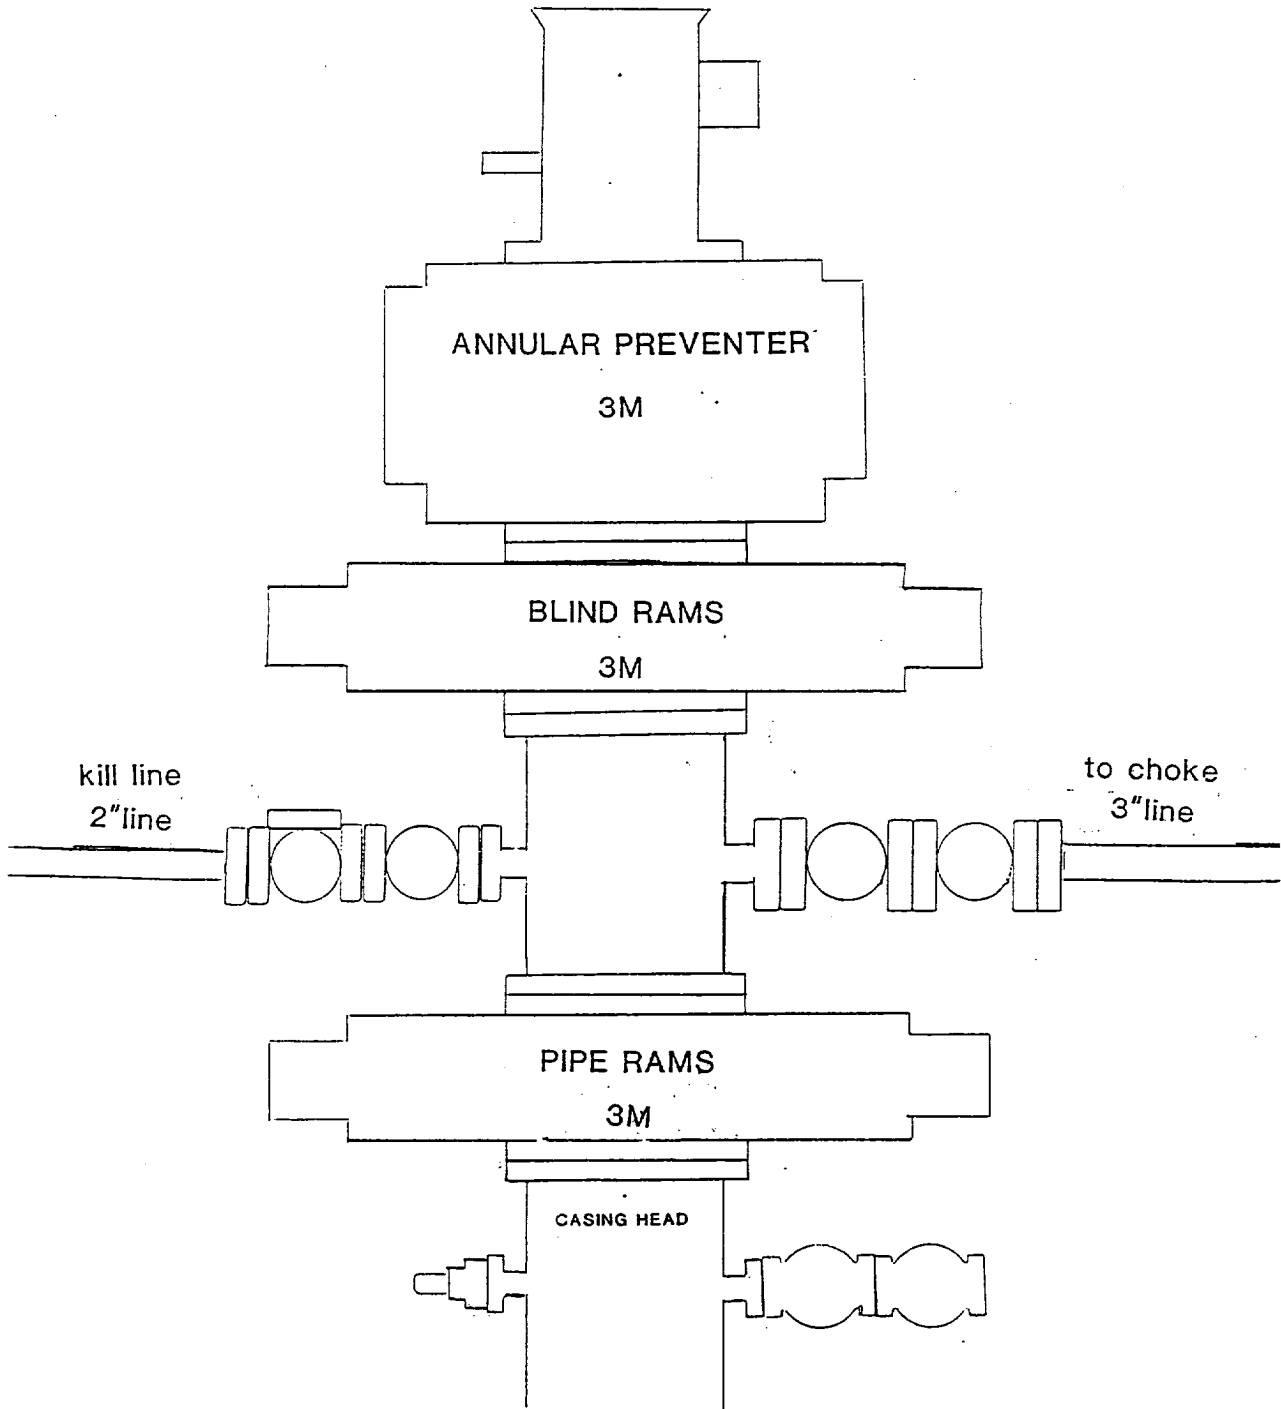 ANNULAR PREVENTER
3M
BLIND RAMS
3M
kill line
2"line
to choke
3"line
PIPE RAMS
3M
CASING HEAD